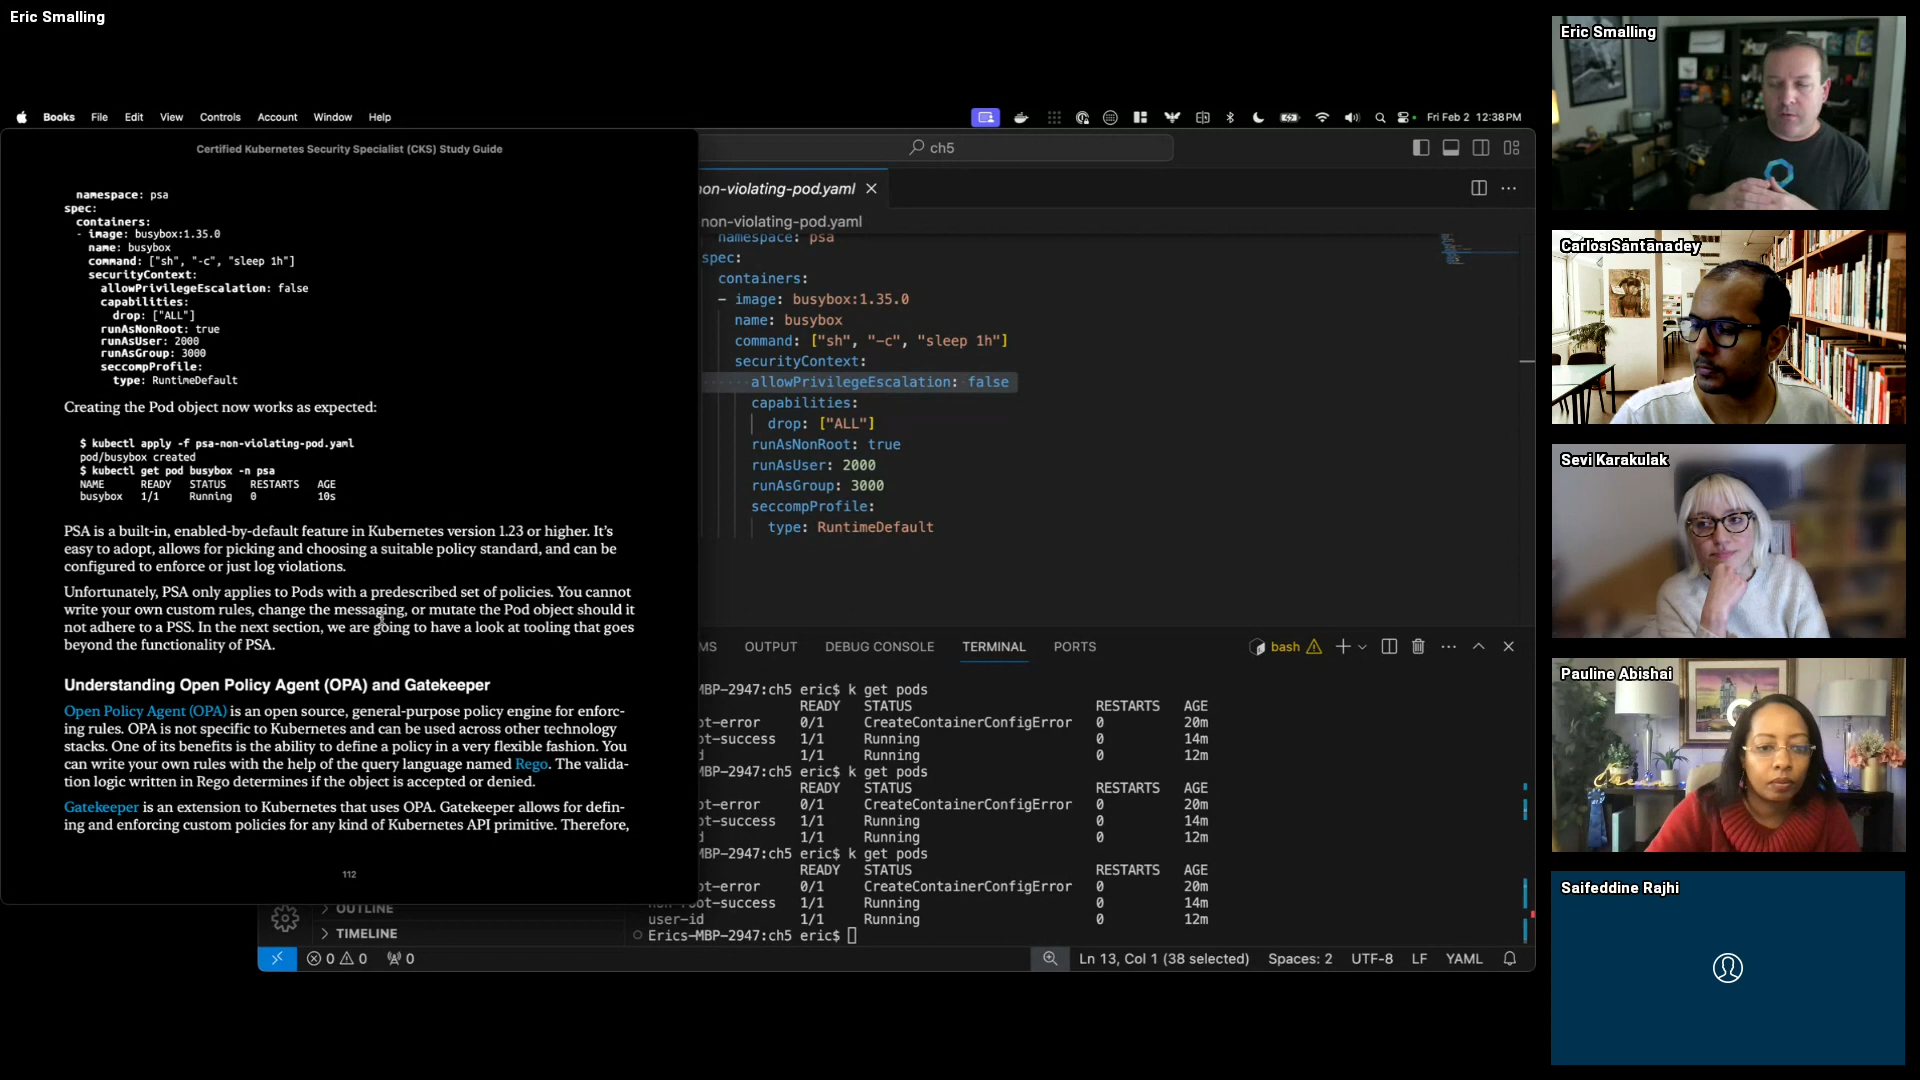 Eric Smalling
Books File Edit View Controls Account Window Help
Fri Feb 2 12:38 PM
Certified Kubernetes Security Specialist (CKS) Study Guide
namespace: psa
spec:
containers:
- image: busybox:1.35.0
name: busybox
command: ["sh", "-c", "sleep 1h"]
securityContext:
allowPrivilegeEscalation: false
capabilities:
drop: ["ALL"]
runAsNonRoot: true
runAsUser: 2000
runAsGroup: 3000
seccompProfile:
type: RuntimeDefault
Creating the Pod object now works as expected:
$ kubectl apply -f psa-non-violating-pod.yaml
pod/busybox created
$ kubectl get pod busybox -n psa
NAME READY STATUS RESTARTS AGE
busybox 1/1 Running 0 10s
PSA is a built-in, enabled-by-default feature in Kubernetes version 1.23 or higher. It’s
easy to adopt, allows for picking and choosing a suitable policy standard, and can be
configured to enforce or just log violations.
Unfortunately, PSA only applies to Pods with a predescribed set of policies. You cannot
write your own custom rules, change the messaging, or mutate the Pod object should it
not adhere to a PSS. In the next section, we are going to have a look at tooling that goes
beyond the functionality of PSA.
Understanding Open Policy Agent (OPA) and Gatekeeper
Open Policy Agent (OPA) is an open source, general-purpose policy engine for enforc-
ing rules. OPA is not specific to Kubernetes and can be used across other technology
stacks. One of its benefits is the ability to define a policy in a very flexible fashion. You
can write your own rules with the help of the query language named Rego. The valida-
tion logic written in Rego determines if the object is accepted or denied.
Gatekeeper is an extension to Kubernetes that uses OPA. Gatekeeper allows for defin-
ing and enforcing custom policies for any kind of Kubernetes API primitive. Therefore,
112
ch5
on-violating-pod.yaml
non-violating-pod.yaml
namespace: psa
spec:
containers:
- image: busybox:1.35.0
name: busybox
command: ["sh", "-c", "sleep 1h"]
securityContext:
allowPrivilegeEscalation: false
capabilities:
drop: ["ALL"]
runAsNonRoot: true
runAsUser: 2000
runAsGroup: 3000
seccompProfile:
type: RuntimeDefault
MS OUTPUT DEBUG CONSOLE TERMINAL PORTS bash
MBP-2947:ch5 eric$ k get pods
READY STATUS RESTARTS AGE
ot-error 0/1 CreateContainerConfigError 0 20m
ot-success 1/1 Running 0 14m
d 1/1 Running 0 12m
MBP-2947:ch5 eric$ k get pods
READY STATUS RESTARTS AGE
ot-error 0/1 CreateContainerConfigError 0 20m
ot-success 1/1 Running 0 14m
d 1/1 Running 0 12m
MBP-2947:ch5 eric$ k get pods
READY STATUS RESTARTS AGE
ot-error 0/1 CreateContainerConfigError 0 20m
non-root-success 1/1 Running 0 14m
user-id 1/1 Running 0 12m
Erics-MBP-2947:ch5 eric$
OUTLINE
TIMELINE
0 0 0 Ln 13, Col 1 (38 selected) Spaces: 2 UTF-8 LF YAML
Eric Smalling
Sevi Karakulak
Pauline Abishai
Saifeddine Rajhi